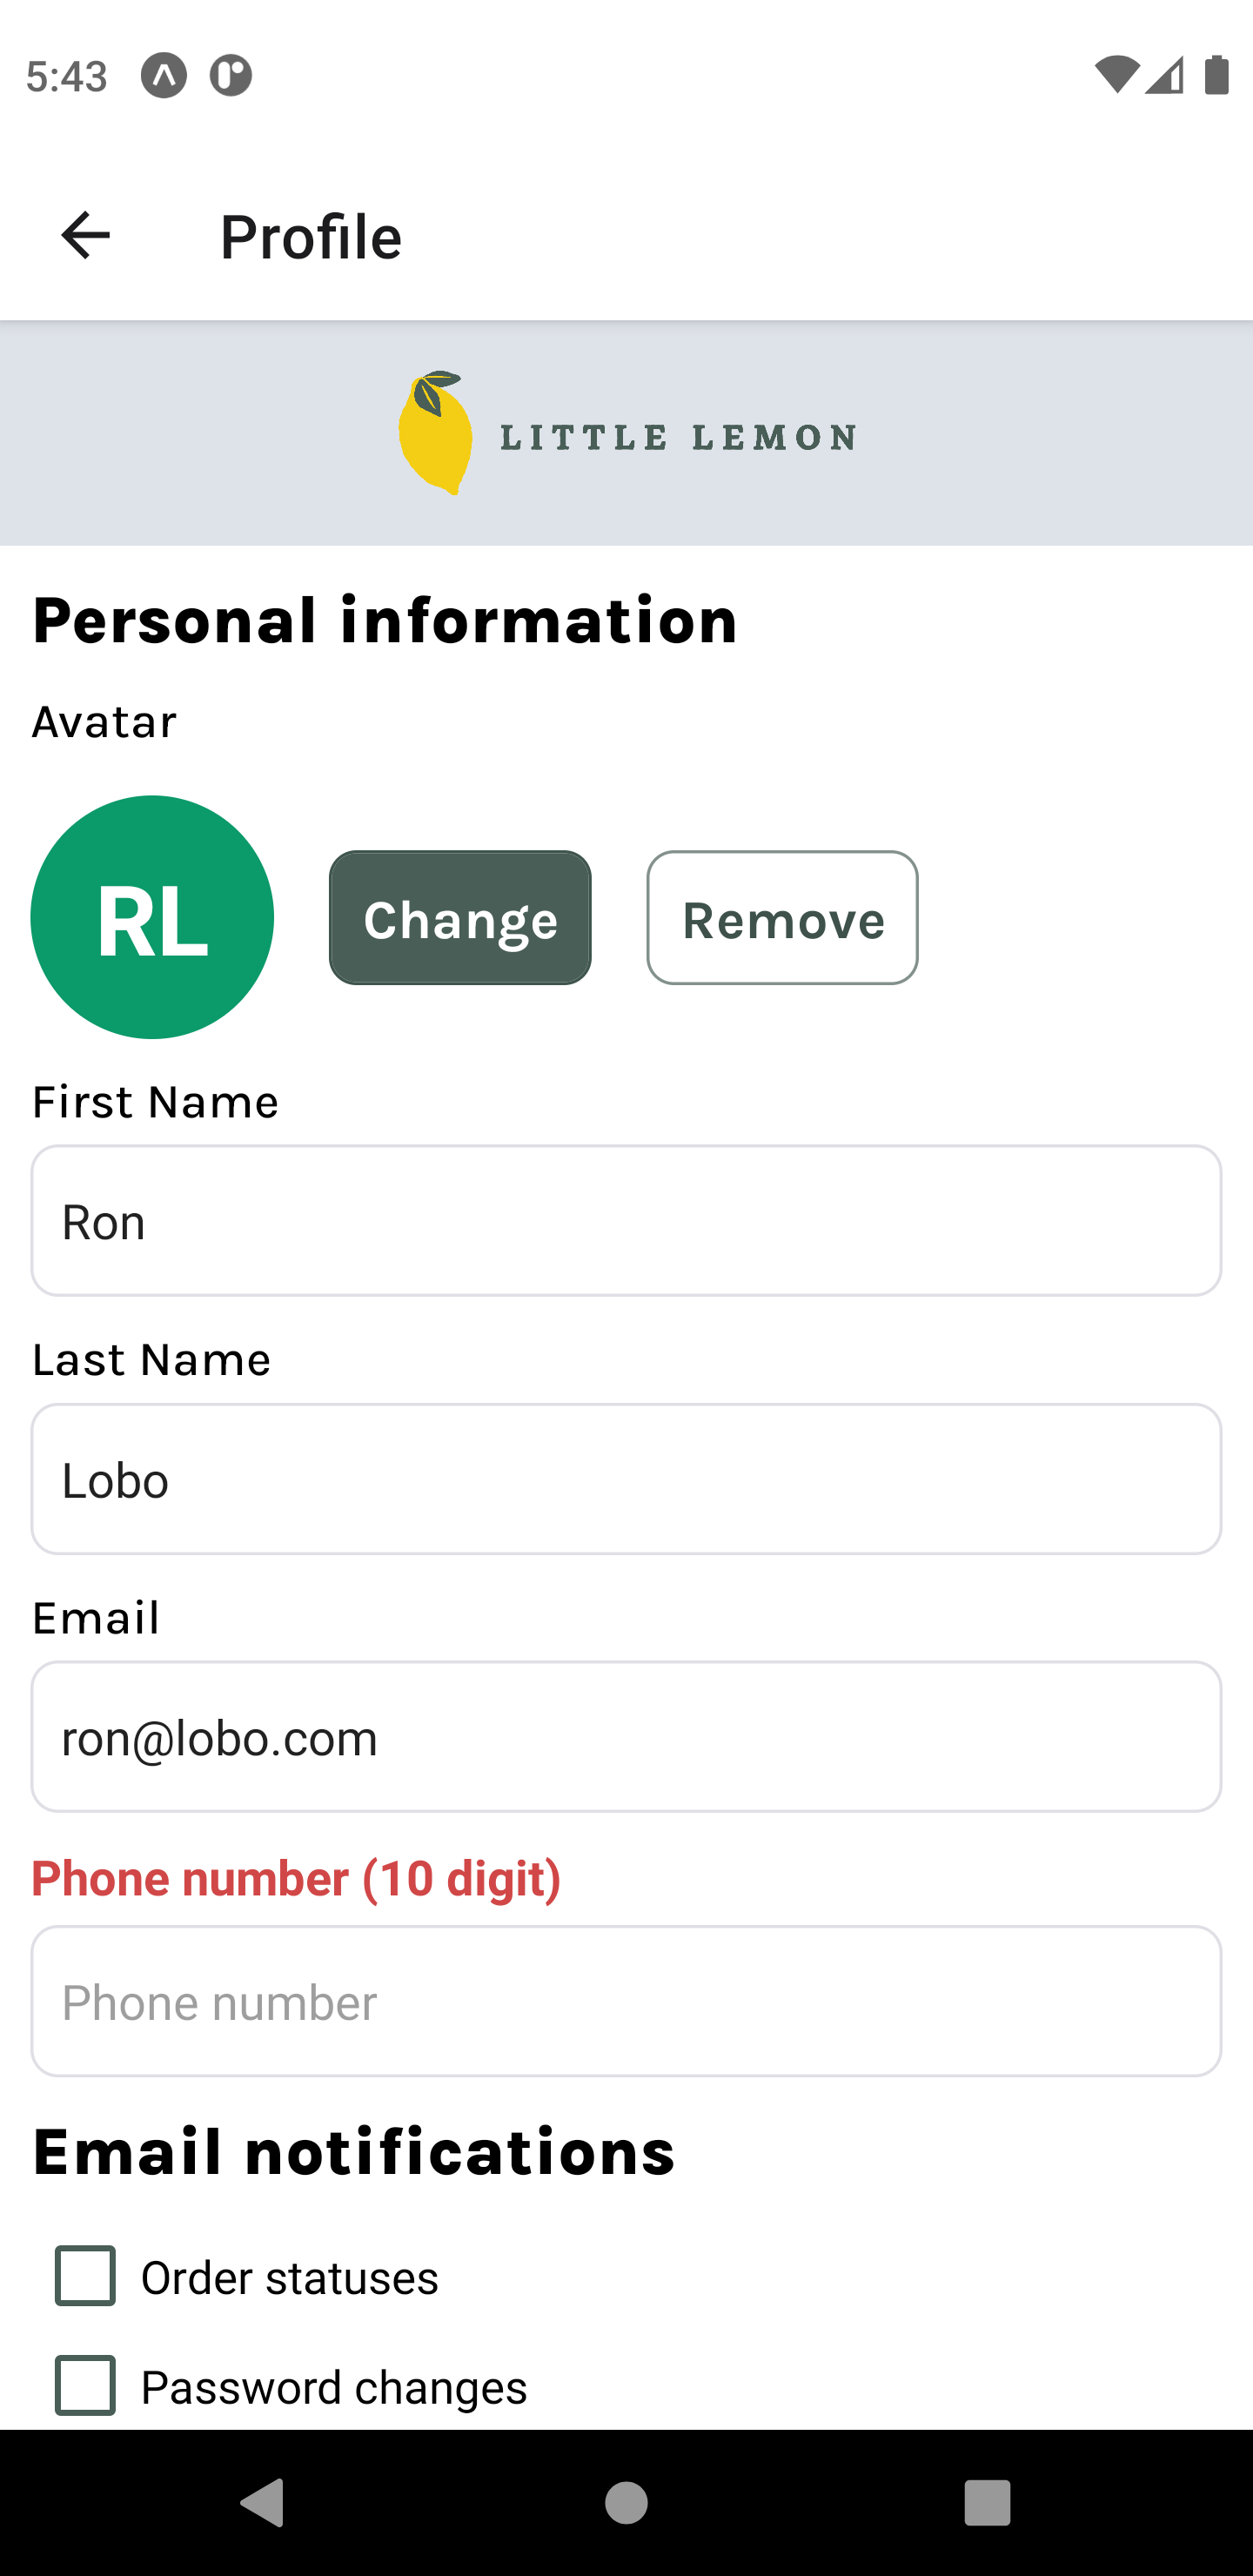 5:43
Profile
LITTLE LEMON
Personal information
Avatar
RL
Change
Remove
First Name
Ron
Last Name
Lobo
Email
ron@lobo.com
Phone number (10 digit)
Phone number
Email notifications
Order statuses
Password changes